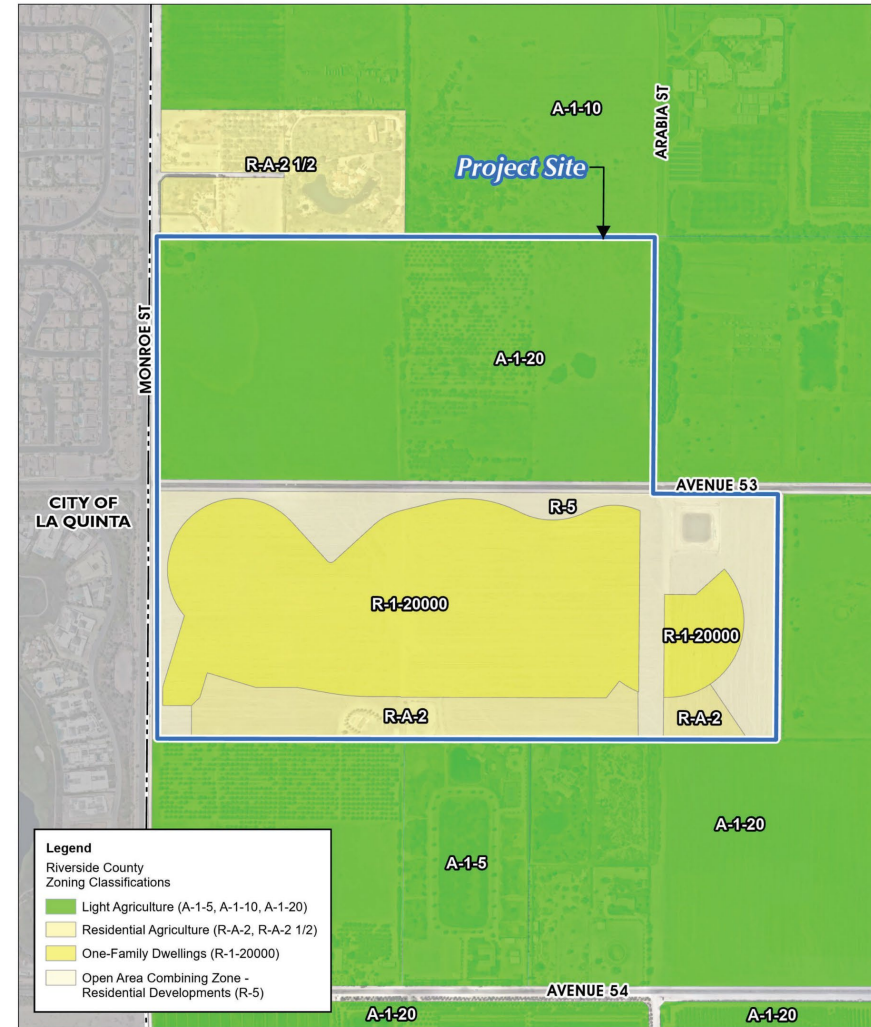 A-1-10
ARABIA ST
R-A-2 1/2
Project Site
MONROE ST
A-1-20
AVENUE 53
CITY OF
LA QUINTA
R-5
R-1-20000
R-1-20000
R-A-2
R-A-2
A-1-20
A-1-5
Legend
Riverside County
Zoning Classifications
Light Agriculture (A-1-5, A-1-10, A-1-20)
Residential Agriculture (R-A-2, R-A-2 1/2)
One-Family Dwellings (R-1-20000)
Open Area Combining Zone -
Residential Developments (R-5)
AVENUE 54
A-1-20
A-1-20